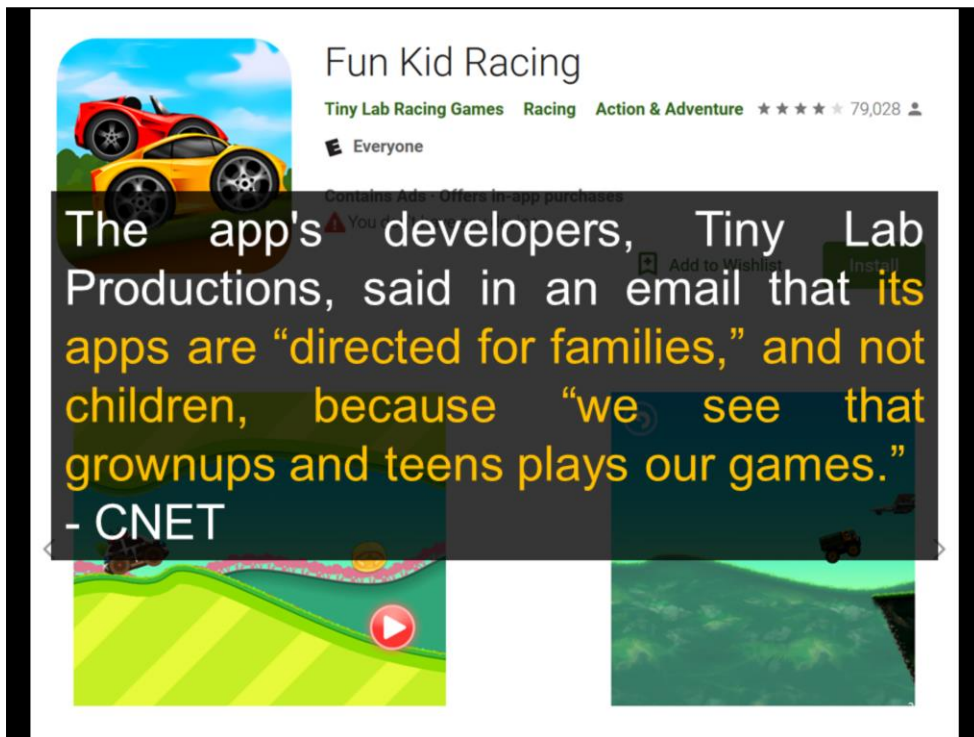 Fun Kid Racing
Tiny Lab Racing Games Racing Action & Adventure 79,028
E Everyone
Contains Ads · Offers in-app purchases
You d
Add to Wishlist Install
The app's developers, Tiny Lab
Productions, said in an email that its
apps are “directed for families,” and not
children, because “we see that
grownups and teens plays our games.”
- CNET